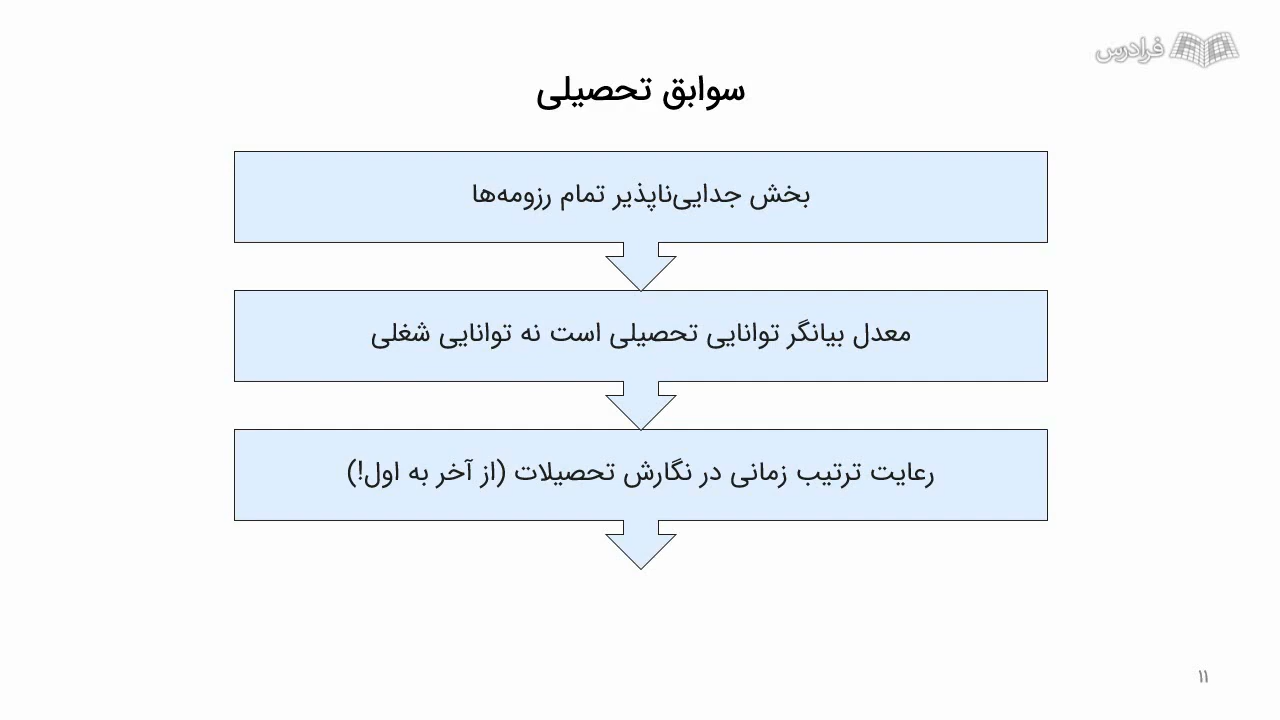 فرادرس
سوابق تحصیلی
بخش جدایی‌ناپذیر تمام رزومه‌ها
معدل بیانگر توانایی تحصیلی است نه توانایی شغلی
رعایت ترتیب زمانی در نگارش تحصیلات (از آخر به اول!)
۱۱